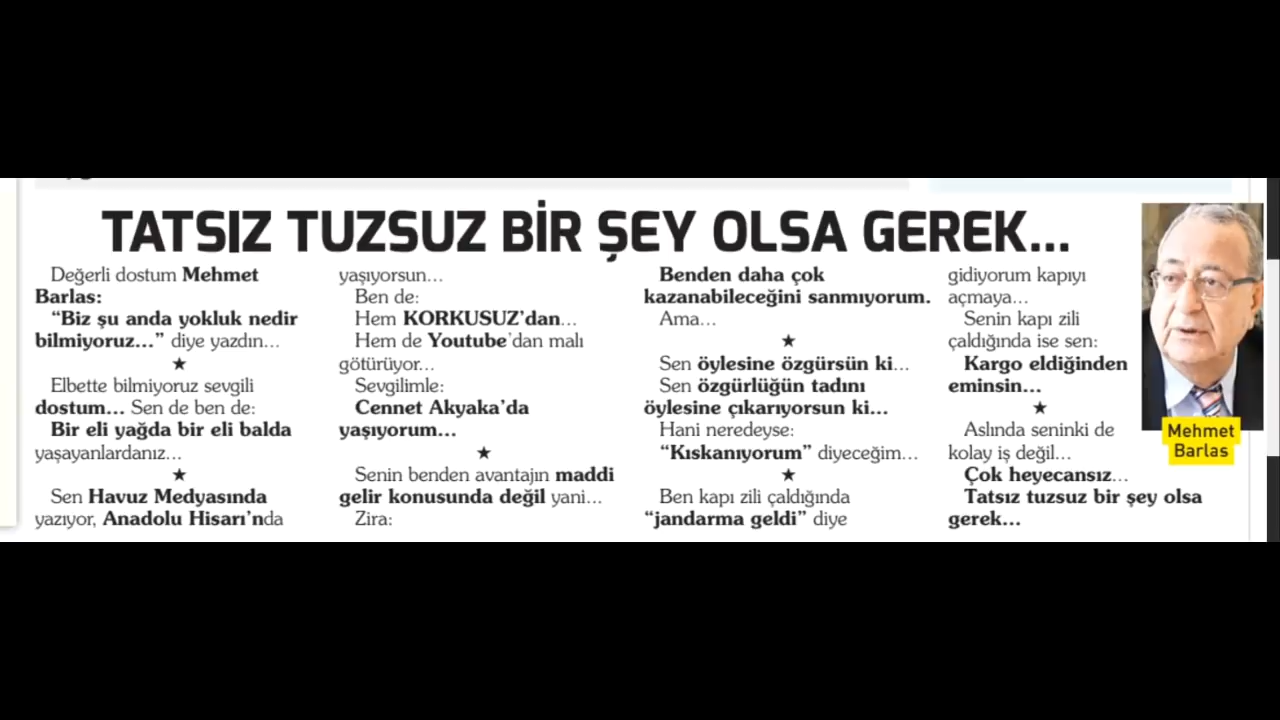 TATSIZ TUZSUZ BİR ŞEY OLSA GEREK...
Değerli dostum Mehmet
Barlas:
“Biz şu anda yokluk nedir
bilmiyoruz...” diye yazdın...
★
Elbette bilmiyoruz sevgili
dostum... Sen de ben de:
Bir eli yağda bir eli balda
yaşayanlardanız...
★
Sen Havuz Medyasında
yazıyor, Anadolu Hisarı’nda
yaşıyorsun...
Ben de:
Hem KORKUSUZ’dan...
Hem de Youtube’dan malı
götürüyor...
Sevgilimle:
Cennet Akyaka’da
yaşıyorum...
★
Senin benden avantajın maddi
gelir konusunda değil yani...
Zira:
Benden daha çok
kazanabileceğini sanmıyorum.
Ama...
★
Sen öylesine özgürsün ki...
Sen özgürlüğün tadını
öylesine çıkarıyorsun ki...
Hani neredeyse:
“Kıskanıyorum” diyeceğim...
★
Ben kapı zili çaldığında
“jandarma geldi” diye
gidiyorum kapıyı
açmaya...
Senin kapı zili
çaldığında ise sen:
Kargo eldiğinden
eminsin...
★
Aslında seninki de
kolay iş değil...
Çok heyecansız...
Tatsız tuzsuz bir şey olsa
gerek...
Mehmet
Barlas